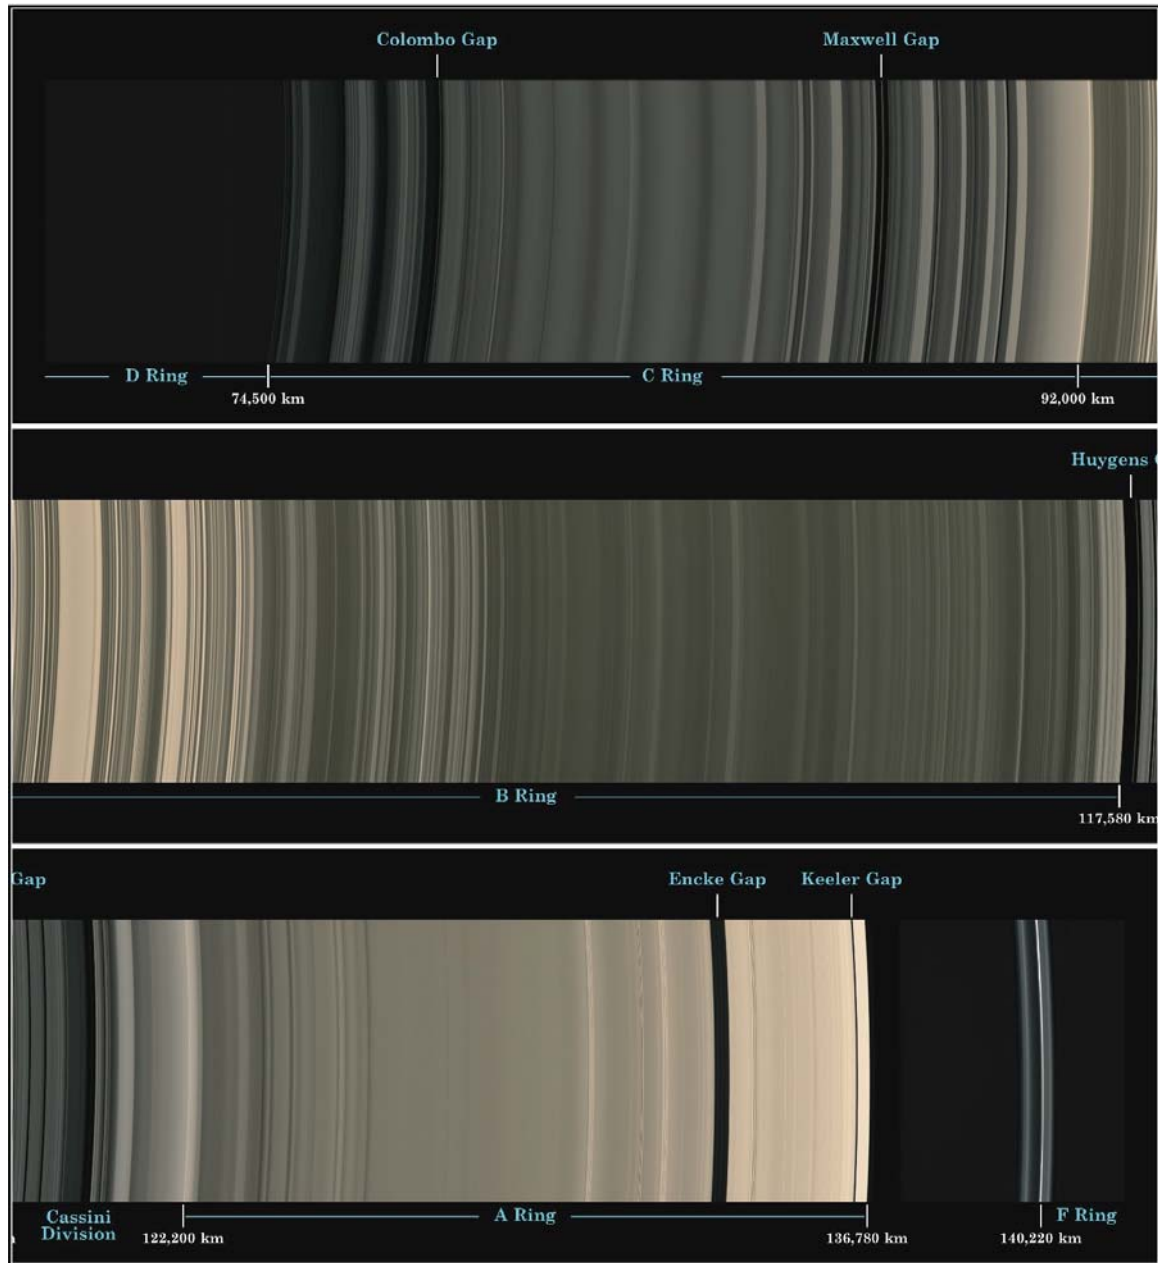 Colombo Gap Maxwell Gap
D Ring C Ring
74,500 km 92,000 km
Huygens
B Ring
117,580 km
Gap Encke Gap Keeler Gap
Cassini A Ring F Ring
Division 122,200 km 136,780 km 140,220 km